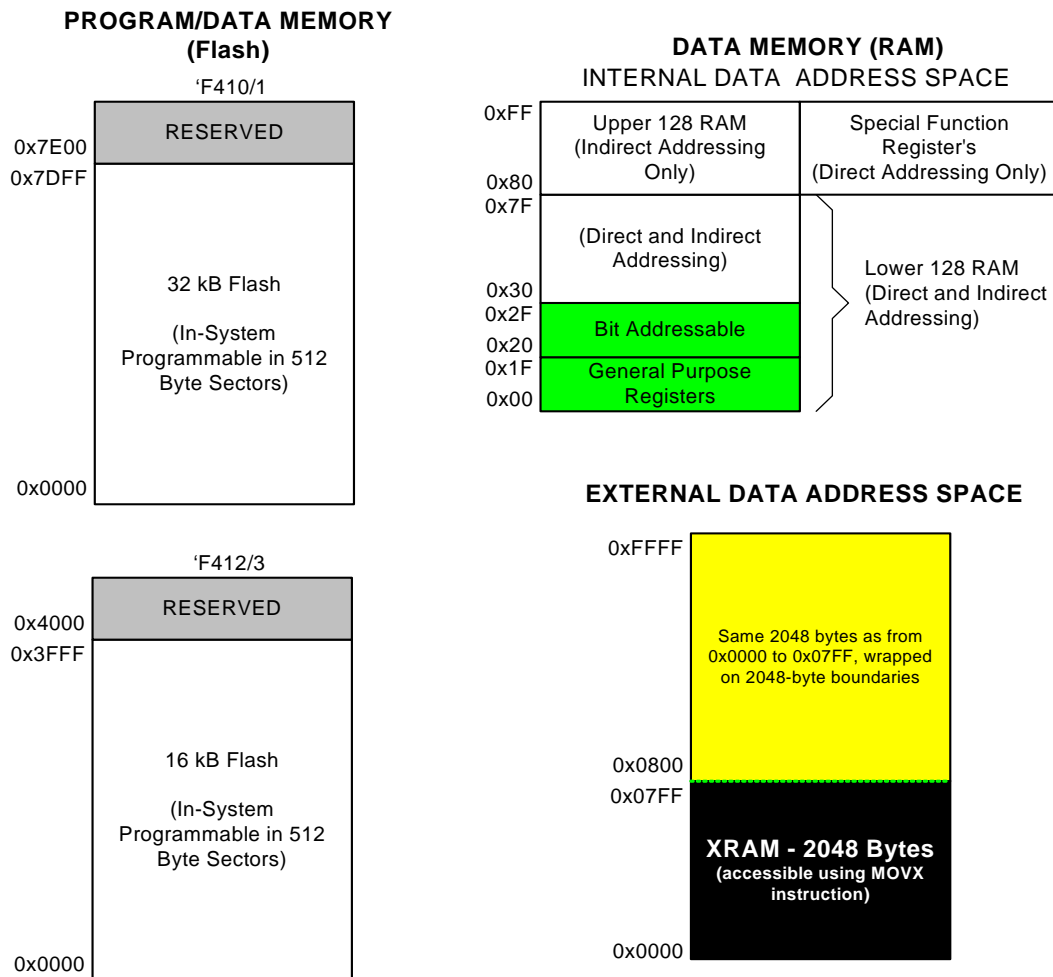 PROGRAM/DATA MEMORY
(Flash)
‘F410/1
RESERVED
0x7E00
0x7DFF
32 kB Flash
(In-System
Programmable in 512
Byte Sectors)
0x0000
‘F412/3
RESERVED
0x4000
0x3FFF
16 kB Flash
(In-System
Programmable in 512
Byte Sectors)
0x0000
DATA MEMORY (RAM)
INTERNAL DATA ADDRESS SPACE
0xFF
Upper 128 RAM
(Indirect Addressing
Only)
0x80
Special Function
Register's
(Direct Addressing Only)
0x7F
(Direct and Indirect
Addressing)
0x30
Lower 128 RAM
(Direct and Indirect
Addressing)
0x2F
Bit Addressable
0x20
0x1F
General Purpose
Registers
0x00
EXTERNAL DATA ADDRESS SPACE
0xFFFF
Same 2048 bytes as from
0x0000 to 0x07FF, wrapped
on 2048-byte boundaries
0x0800
0x07FF
XRAM - 2048 Bytes
(accessible using MOVX
instruction)
0x0000